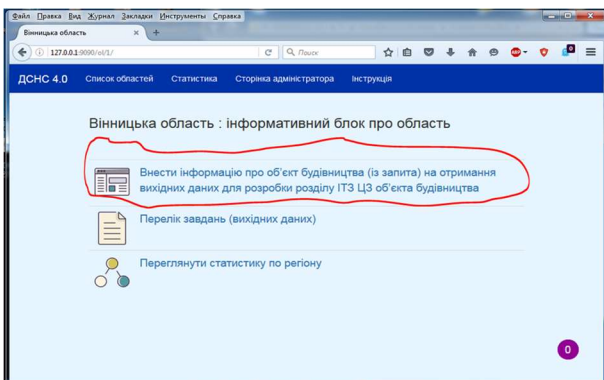 Файл Правка Вид Журнал Закладки Инструменты Справка
Вінницька область × +
127.0.0.1:9090/ol/1/ Поиск ABP 0
ДСНС 4.0 Список областей Статистика Сторінка адміністратора Інструкція
Вінницька область : інформативний блок про область
Внести інформацію про об'єкт будівництва (із запита) на отримання
вихідних даних для розробки розділу ІТЗ ЦЗ об'єкта будівництва
Перелік завдань (вихідних даних)
Переглянути статистику по регіону
0